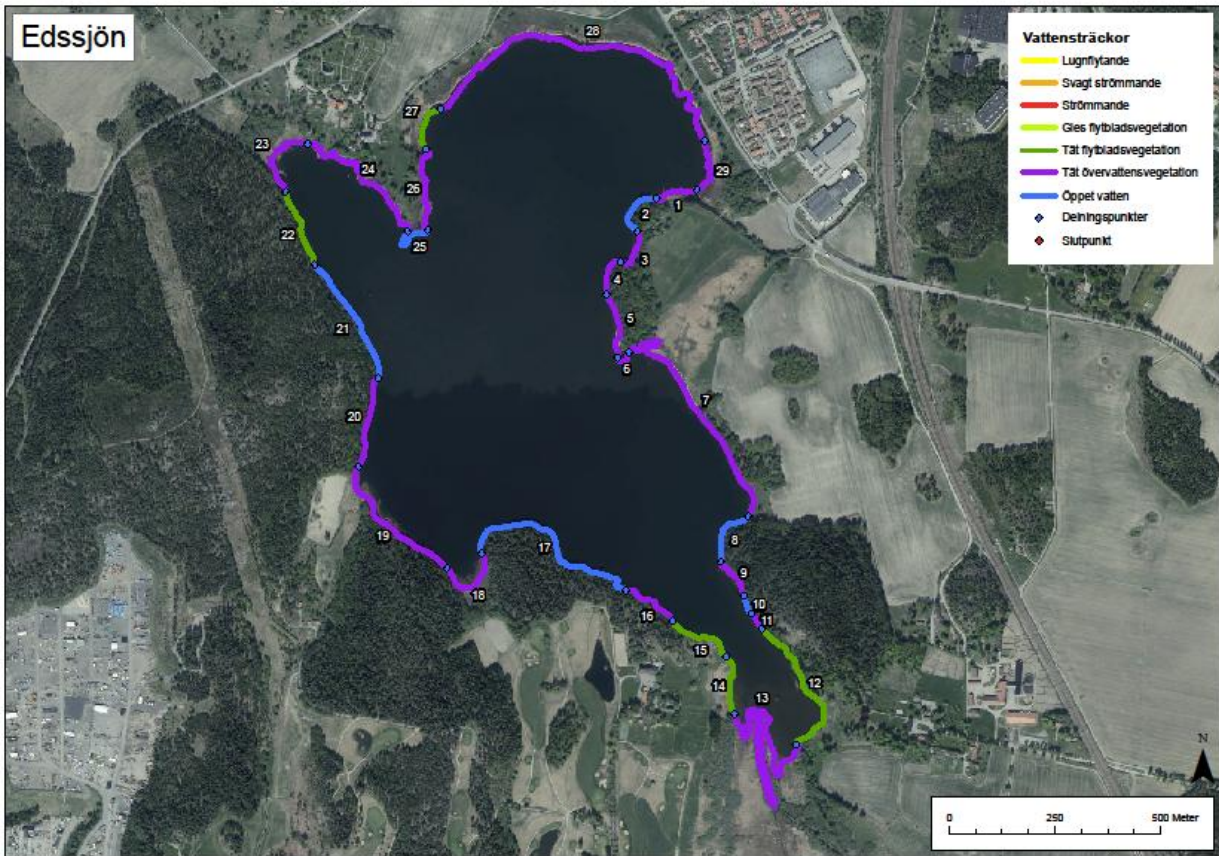 Edssjön
Vattensträckor
Lugnflytande
Svagt strömmande
Strömmande
Gles flytbladsvegetation
Tät flytbladsvegetation
Tät övervattensvegetation
Öppet vatten
Delningspunkter
Slutpunkt
28
27
23
24
29
26
1
2
22
25
3
4
5
21
6
7
20
8
19
17
9
18
10
16
11
15
12
14
13
N
0 250 500 Meter